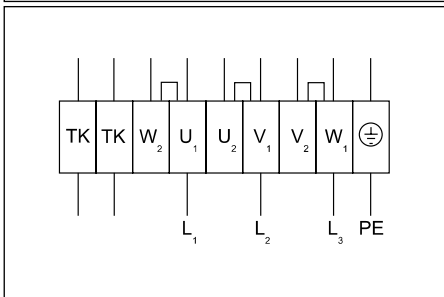 TK TK W₂ U₁ U₂ V₁ V₂ W₁
L₁ L₂ L₃ PE